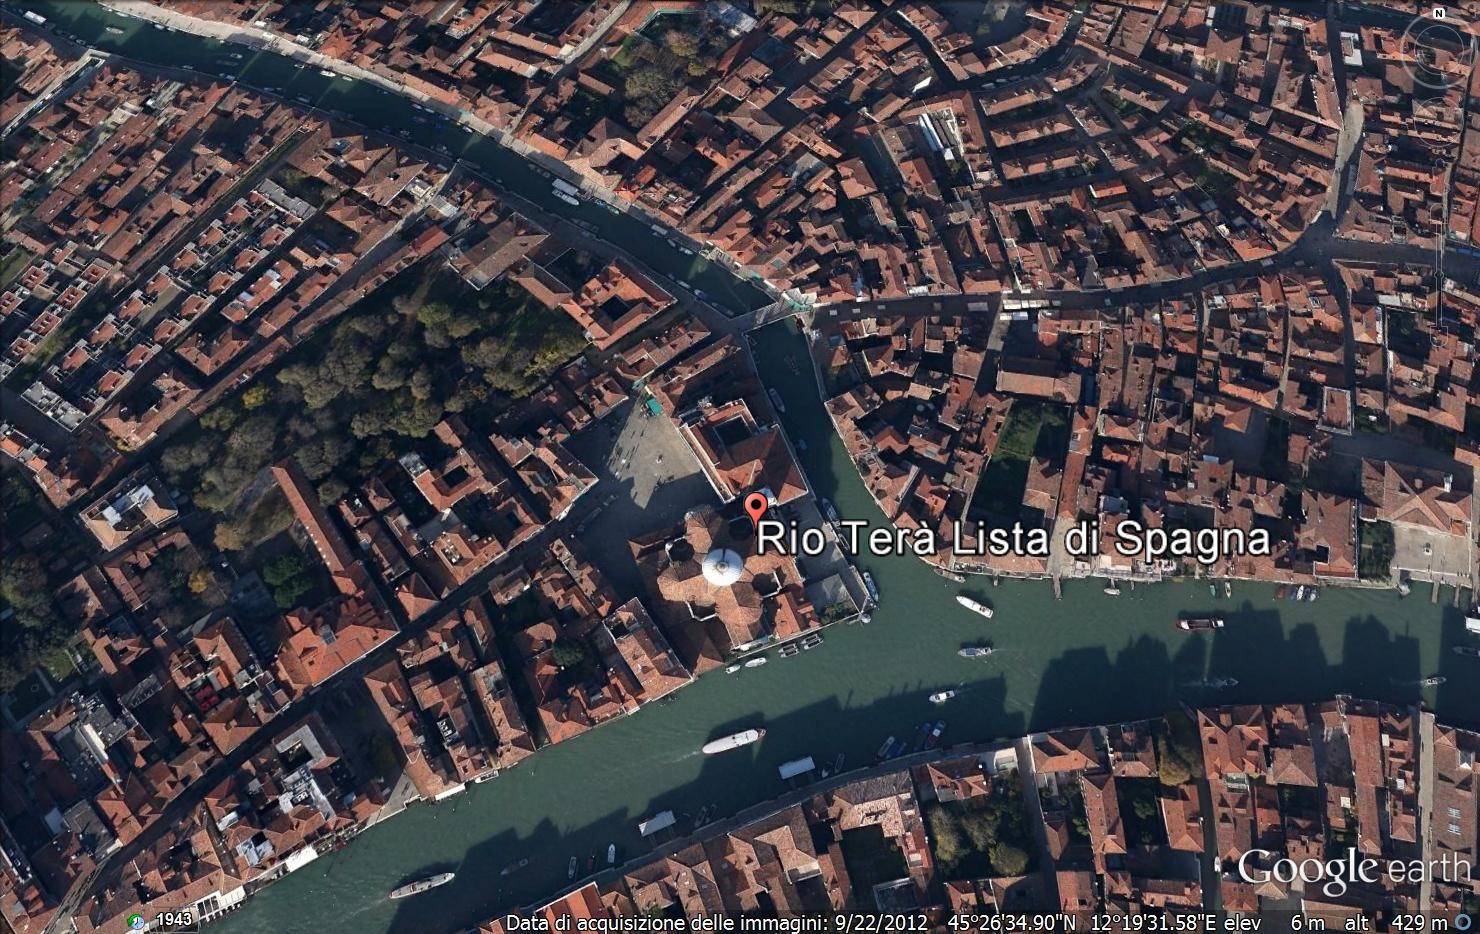 N
Rio Terà Lista di Spagna
Google earth
1943
Data di acquisizione delle immagini: 9/22/2012 45°26'34.90"N 12°19'31.58"E elev 6 m alt 429 m